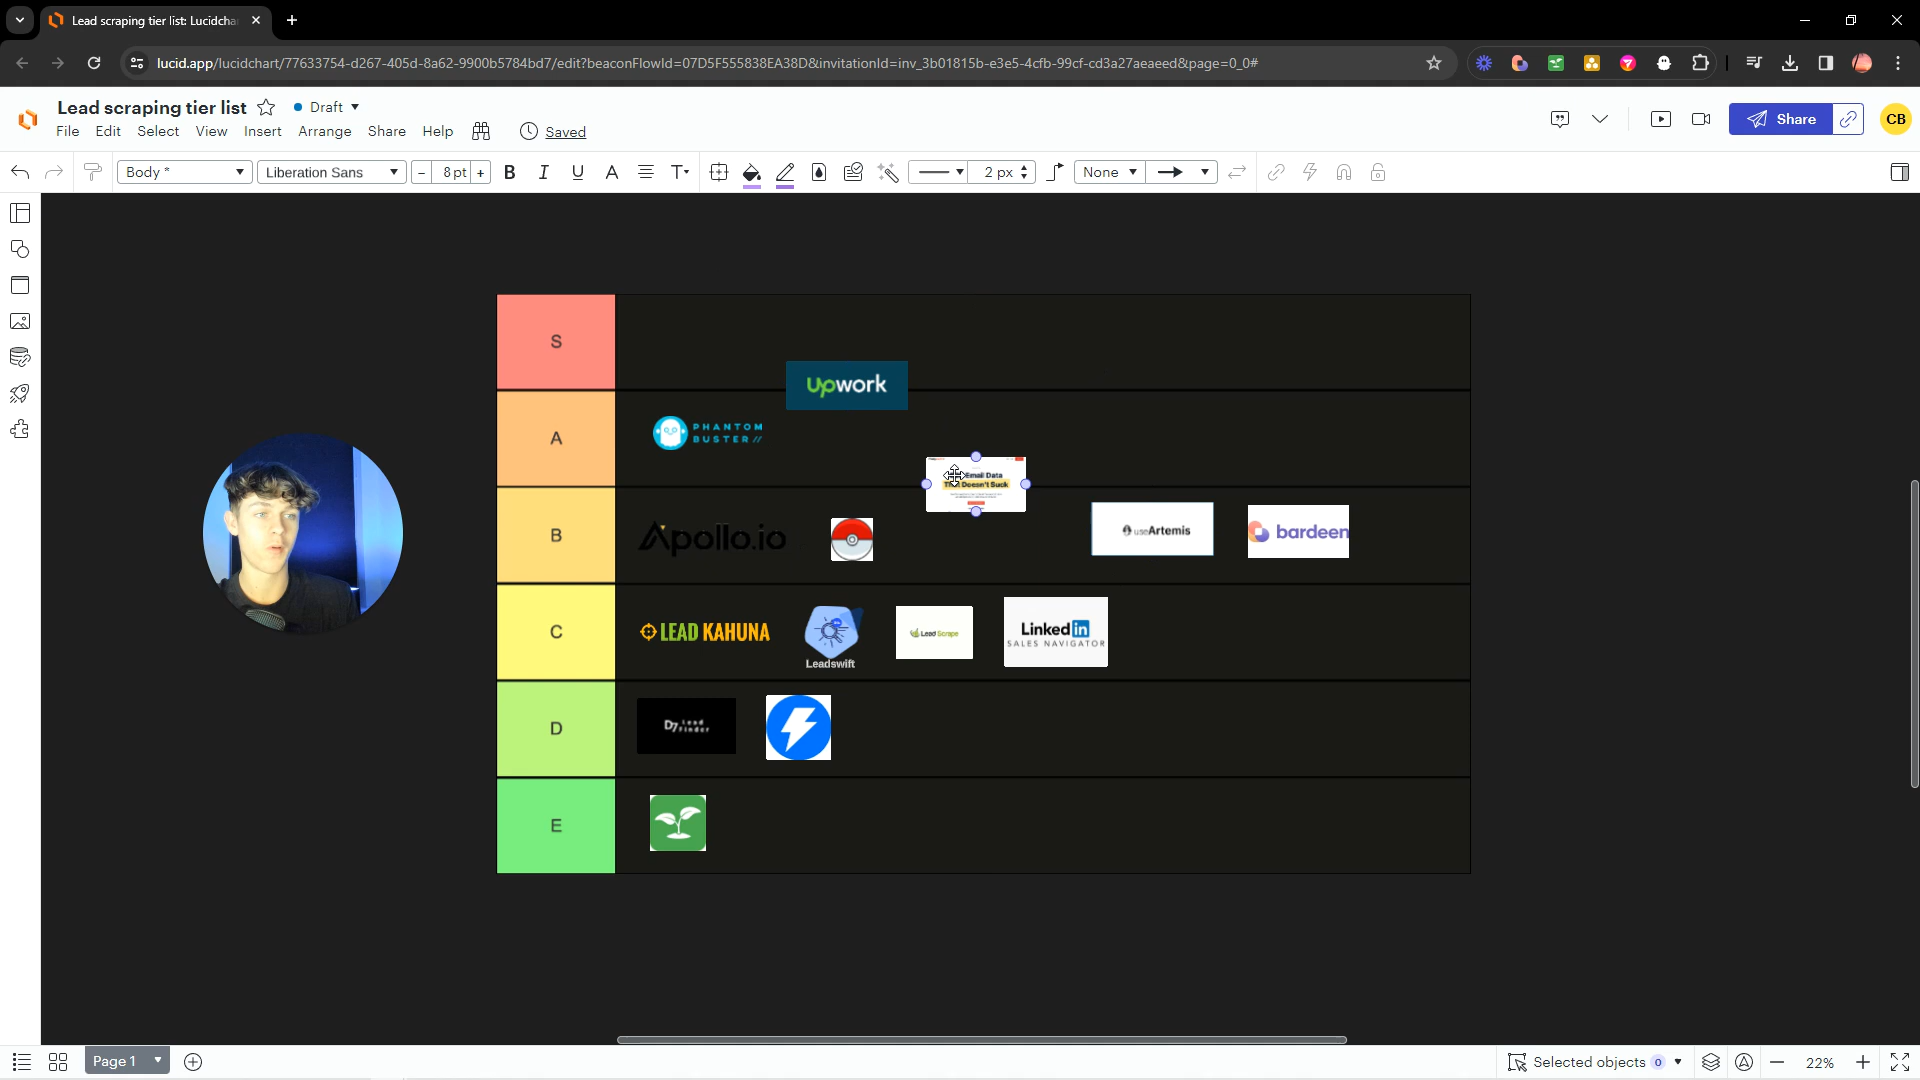 Lead scraping tier list: Lucidcha
lucid.app/lucidchart/77633754-d267-405d-8a62-9900b5784bd7/edit?beaconFlowId=07D5F555838EA38D&invitationId=inv_3b01815b-e3e5-4cfb-99cf-cd3a27aeaeed&page=0_0#
Lead scraping tier list
Draft
File Edit Select View Insert Arrange Share Help Saved
Share
CB
Body *
Liberation Sans
- 8 pt +
B I U A T
2 px
None
S
Upwork
A
PHANTOM
BUSTER//
Email Data
That Doesn't Suck
B
Apollo.io
useArtemis
bardeen
C
LEAD KAHUNA
Leadswift
Lead Scrape
Linked in
SALES NAVIGATOR
D
D7 Lead
Finder
E
Page 1
Selected objects 0
22%